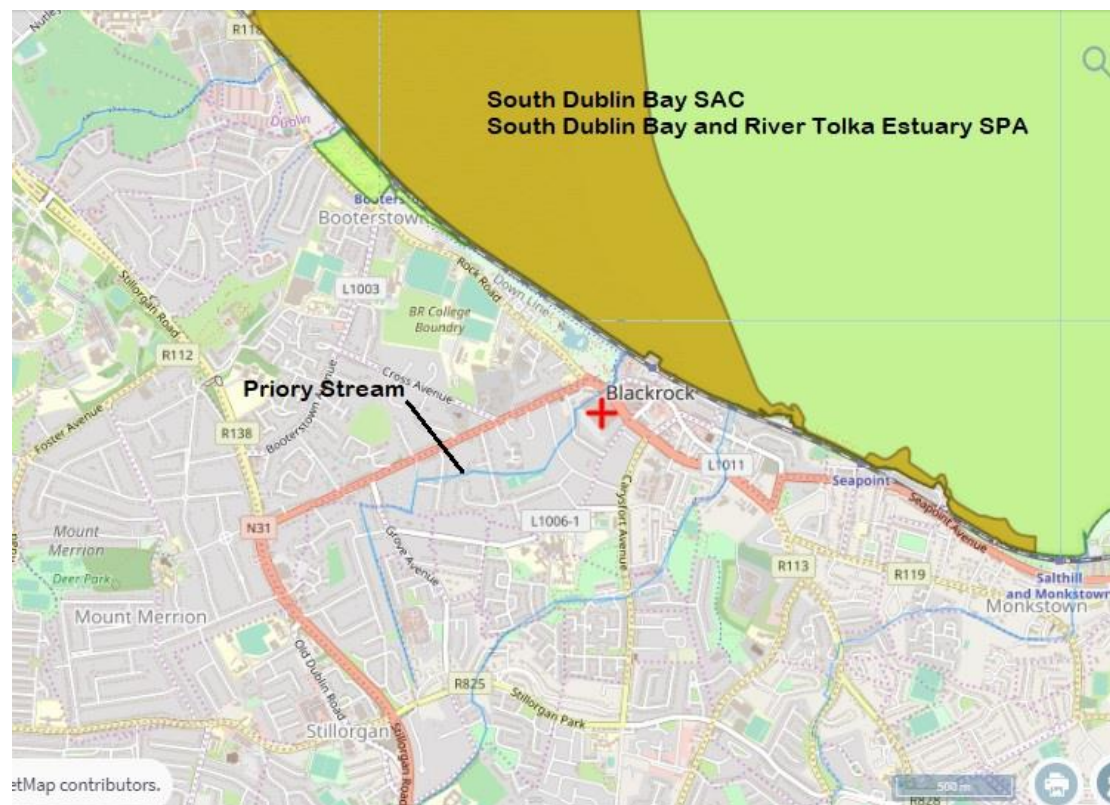 Nutley
R118
South Dublin Bay SAC
South Dublin Bay and River Tolka Estuary SPA
Dublin
Booterstown
Rock Road
Down Line
L1003
BR College
Boundry
Stillorgan Road
R112
Cross Avenue
Priory Stream
Blackrock
Foster Avenue
R138
Booterstown Avenue
L1011
Seapoint
Carysfort Avenue
Seapoint Avenue
N31
L1006-1
Grove Avenue
Mount
Merrion
Deer Park
R113
R119
Salthill
and Monkstown
Monkstown
Mount Merrion
Old Dublin Road
R825
Stillorgan Park
Stillorgan
Stillorgan Road
etMap contributors.
500 m
R828